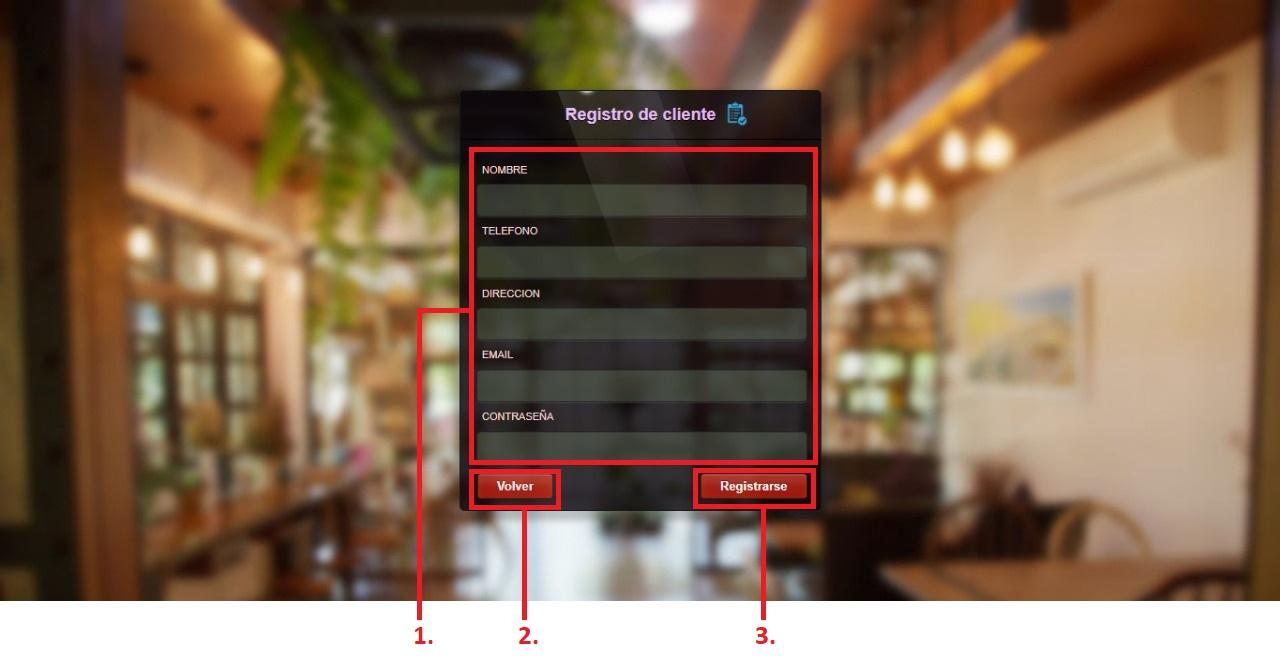 Registro de cliente
NOMBRE
TELEFONO
DIRECCION
EMAIL
CONTRASEÑA
Volver
Registrarse
1.
2.
3.